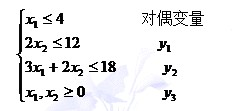 x₁ ≤ 4 对偶变量
2x₂ ≤ 12 y₁
3x₁ + 2x₂ ≤ 18 y₂
x₁, x₂ ≥ 0 y₃